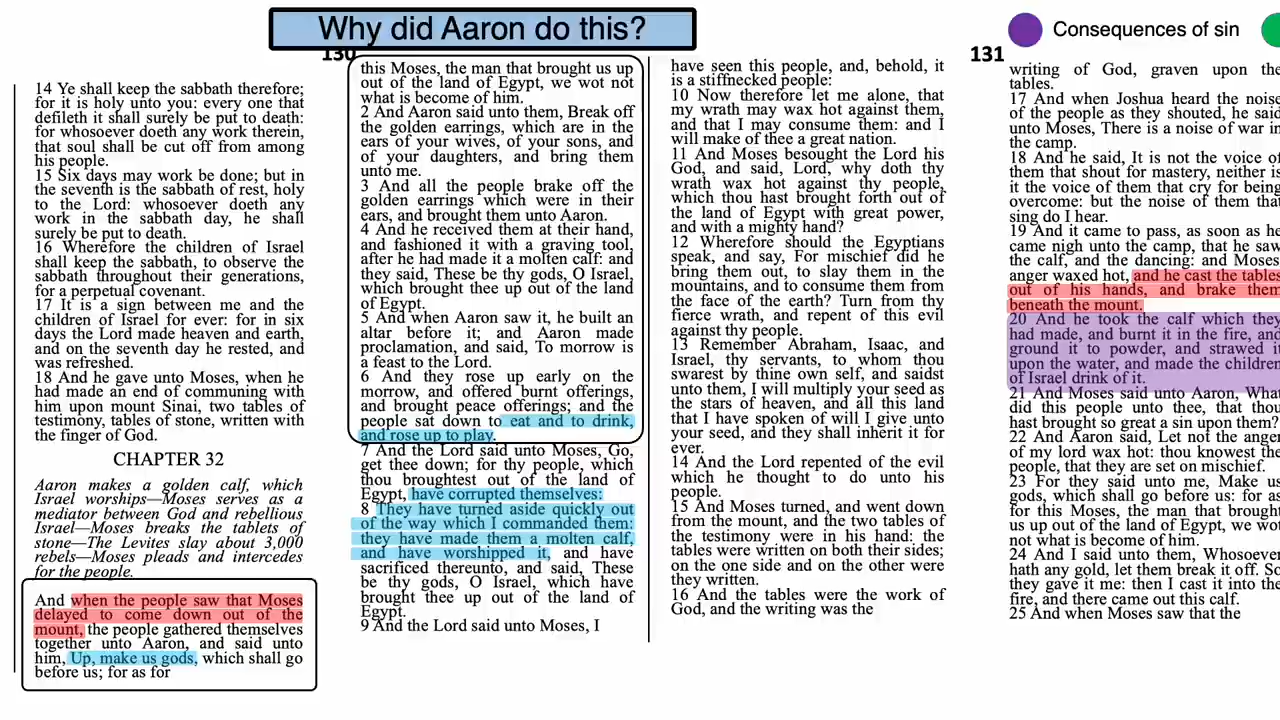 Why did Aaron do this?
Consequences of sin
130
131
14 Ye shall keep the sabbath therefore;
for it is holy unto you: every one that
defileth it shall surely be put to death:
for whosoever doeth any work therein,
that soul shall be cut off from among
his people.
15 Six days may work be done; but in
the seventh is the sabbath of rest, holy
to the Lord: whosoever doeth any
work in the sabbath day, he shall
surely be put to death.
16 Wherefore the children of Israel
shall keep the sabbath, to observe the
sabbath throughout their generations,
for a perpetual covenant.
17 It is a sign between me and the
children of Israel for ever: for in six
days the Lord made heaven and earth,
and on the seventh day he rested, and
was refreshed.
18 And he gave unto Moses, when he
had made an end of communing with
him upon mount Sinai, two tables of
testimony, tables of stone, written with
the finger of God.
CHAPTER 32
Aaron makes a golden calf, which
Israel worships—Moses serves as a
mediator between God and rebellious
Israel—Moses breaks the tablets of
stone—The Levites slay about 3,000
rebels—Moses pleads and intercedes
for the people.
And when the people saw that Moses
delayed to come down out of the
mount, the people gathered themselves
together unto Aaron, and said unto
him, Up, make us gods, which shall go
before us; for as for
this Moses, the man that brought us up
out of the land of Egypt, we wot not
what is become of him.
2 And Aaron said unto them, Break off
the golden earrings, which are in the
ears of your wives, of your sons, and
of your daughters, and bring them
unto me.
3 And all the people brake off the
golden earrings which were in their
ears, and brought them unto Aaron.
4 And he received them at their hand,
and fashioned it with a graving tool,
after he had made it a molten calf: and
they said, These be thy gods, O Israel,
which brought thee up out of the land
of Egypt.
5 And when Aaron saw it, he built an
altar before it; and Aaron made
proclamation, and said, To morrow is
a feast to the Lord.
6 And they rose up early on the
morrow, and offered burnt offerings,
and brought peace offerings; and the
people sat down to eat and to drink,
and rose up to play.
7 And the Lord said unto Moses, Go,
get thee down; for thy people, which
thou broughtest out of the land of
Egypt, have corrupted themselves:
8 They have turned aside quickly out
of the way which I commanded them:
they have made them a molten calf,
and have worshipped it, and have
sacrificed thereunto, and said, These
be thy gods, O Israel, which have
brought thee up out of the land of
Egypt.
9 And the Lord said unto Moses, I
have seen this people, and, behold, it
is a stiffnecked people:
10 Now therefore let me alone, that
my wrath may wax hot against them,
and that I may consume them: and I
will make of thee a great nation.
11 And Moses besought the Lord his
God, and said, Lord, why doth thy
wrath wax hot against thy people,
which thou hast brought forth out of
the land of Egypt with great power,
and with a mighty hand?
12 Wherefore should the Egyptians
speak, and say, For mischief did he
bring them out, to slay them in the
mountains, and to consume them from
the face of the earth? Turn from thy
fierce wrath, and repent of this evil
against thy people.
13 Remember Abraham, Isaac, and
Israel, thy servants, to whom thou
swarest by thine own self, and saidst
unto them, I will multiply your seed as
the stars of heaven, and all this land
that I have spoken of will I give unto
your seed, and they shall inherit it for
ever.
14 And the Lord repented of the evil
which he thought to do unto his
people.
15 And Moses turned, and went down
from the mount, and the two tables of
the testimony were in his hand: the
tables were written on both their sides;
on the one side and on the other were
they written.
16 And the tables were the work of
God, and the writing was the
writing of God, graven upon the
tables.
17 And when Joshua heard the noise
of the people as they shouted, he said
unto Moses, There is a noise of war in
the camp.
18 And he said, It is not the voice of
them that shout for mastery, neither is
it the voice of them that cry for being
overcome: but the noise of them that
sing do I hear.
19 And it came to pass, as soon as he
came nigh unto the camp, that he saw
the calf, and the dancing: and Moses
anger waxed hot, and he cast the tables
out of his hands, and brake them
beneath the mount.
20 And he took the calf which they
had made, and burnt it in the fire, and
ground it to powder, and strawed it
upon the water, and made the children
of Israel drink of it.
21 And Moses said unto Aaron, What
did this people unto thee, that thou
hast brought so great a sin upon them?
22 And Aaron said, Let not the anger
of my lord wax hot: thou knowest the
people, that they are set on mischief.
23 For they said unto me, Make us
gods, which shall go before us: for as
for this Moses, the man that brought
us up out of the land of Egypt, we wot
not what is become of him.
24 And I said unto them, Whosoever
hath any gold, let them break it off. So
they gave it me: then I cast it into the
fire, and there came out this calf.
25 And when Moses saw that the